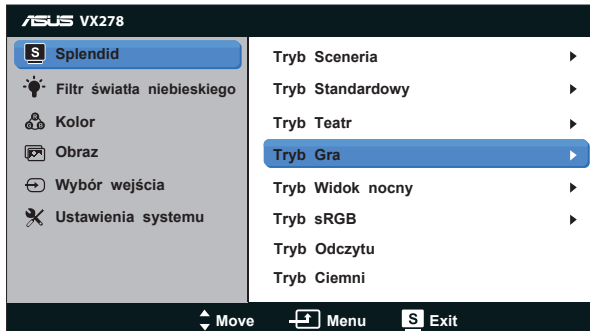 ASUS VX278
S Splendid
Filtr światła niebieskiego
Kolor
Obraz
Wybór wejścia
Ustawienia systemu
Tryb Sceneria
Tryb Standardowy
Tryb Teatr
Tryb Gra
Tryb Widok nocny
Tryb sRGB
Tryb Odczytu
Tryb Ciemni
Move Menu S Exit